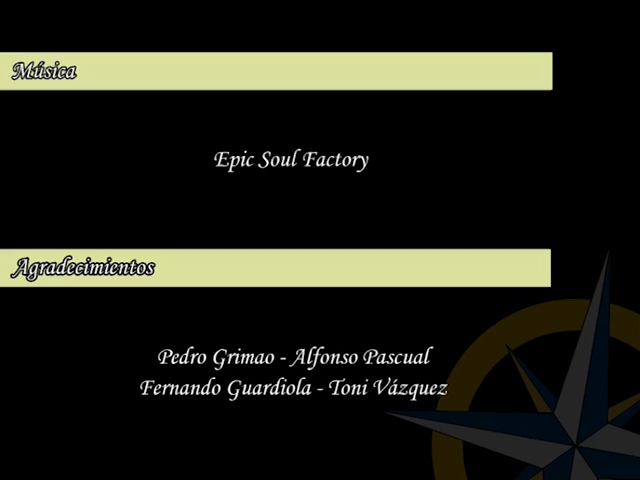 Música
Epic Soul Factory
Agradecimientos
Pedro Grimao - Alfonso Pascual
Fernando Guardiola - Toni Vázquez